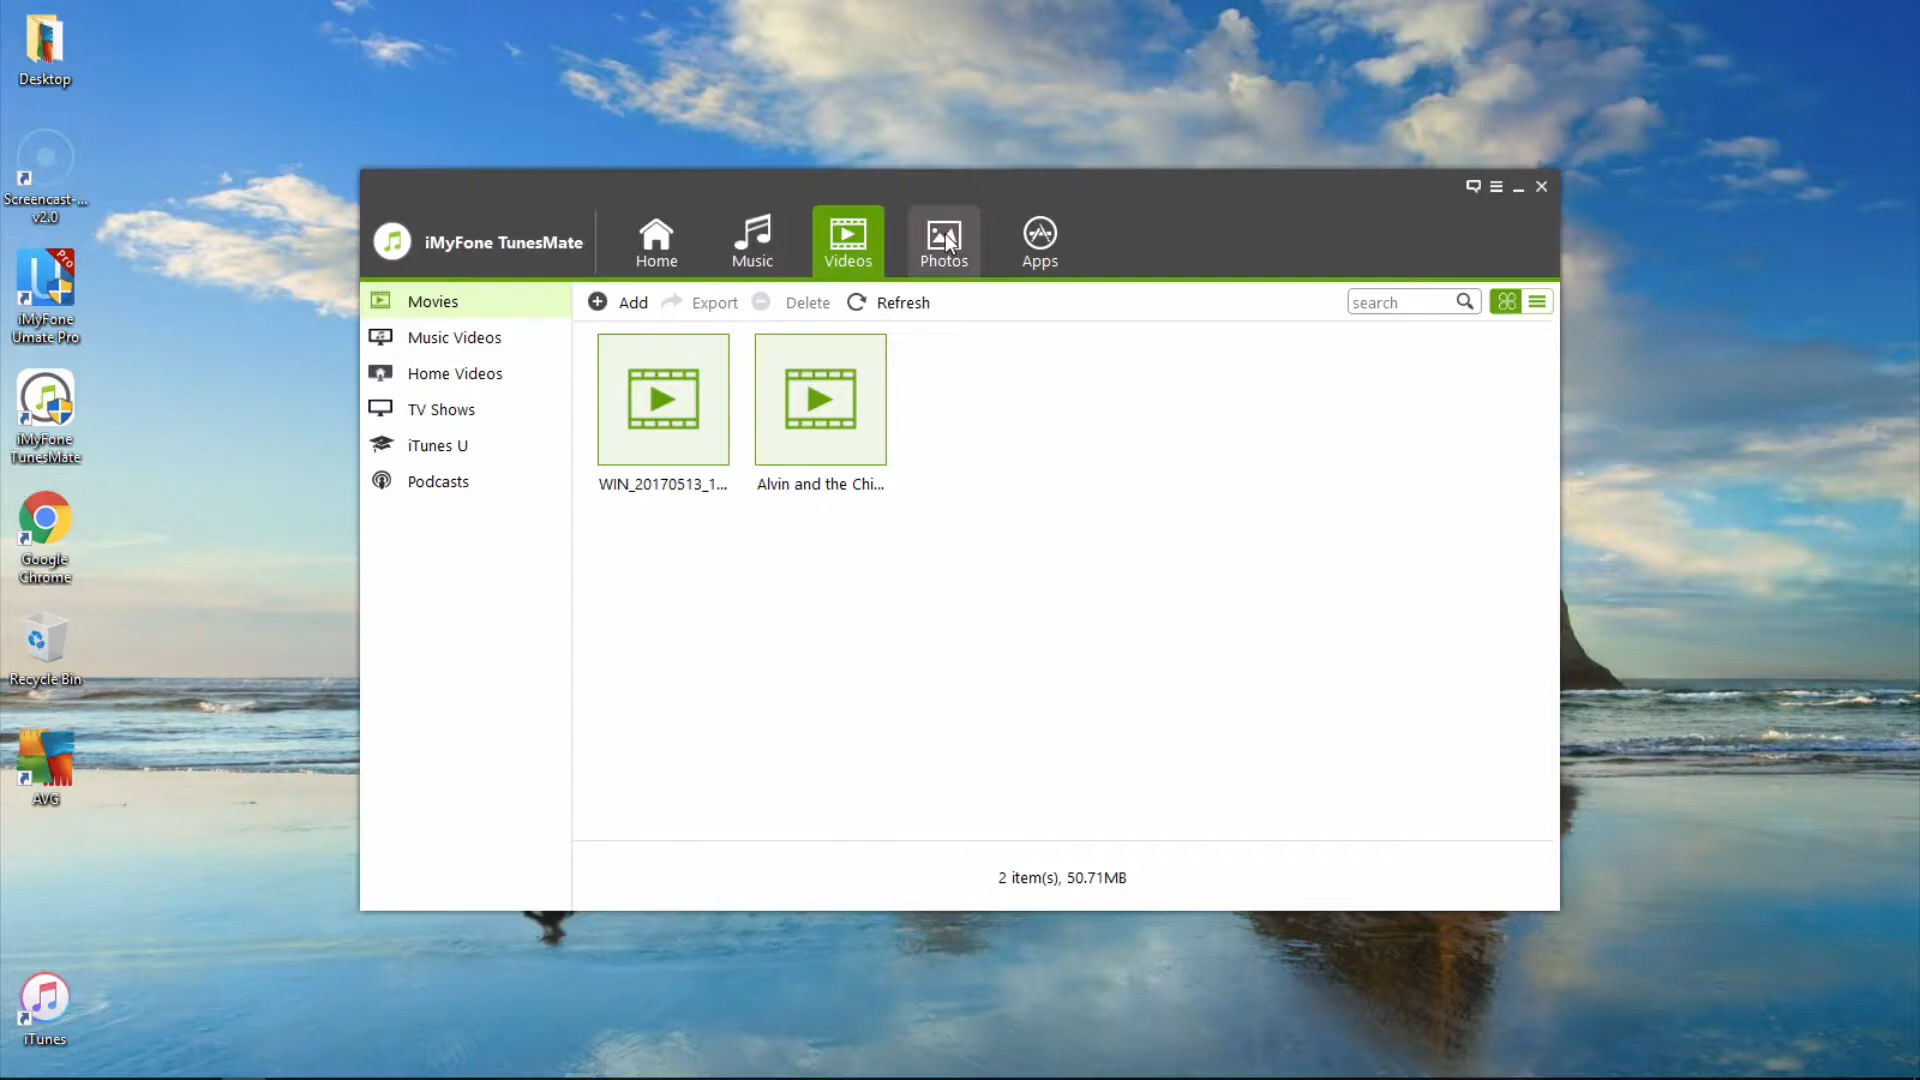 Desktop
Screencast-...
v2.0
Pro
iMyFone
Umate Pro
iMyFone
TunesMate
Google
Chrome
Recycle Bin
AVG
iTunes
iMyFone TunesMate
Home
Music
Videos
Photos
Apps
Movies
Music Videos
Home Videos
TV Shows
iTunes U
Podcasts
Add
Export
Delete
Refresh
search
WIN_20170513_1...
Alvin and the Chi...
2 item(s), 50.71MB